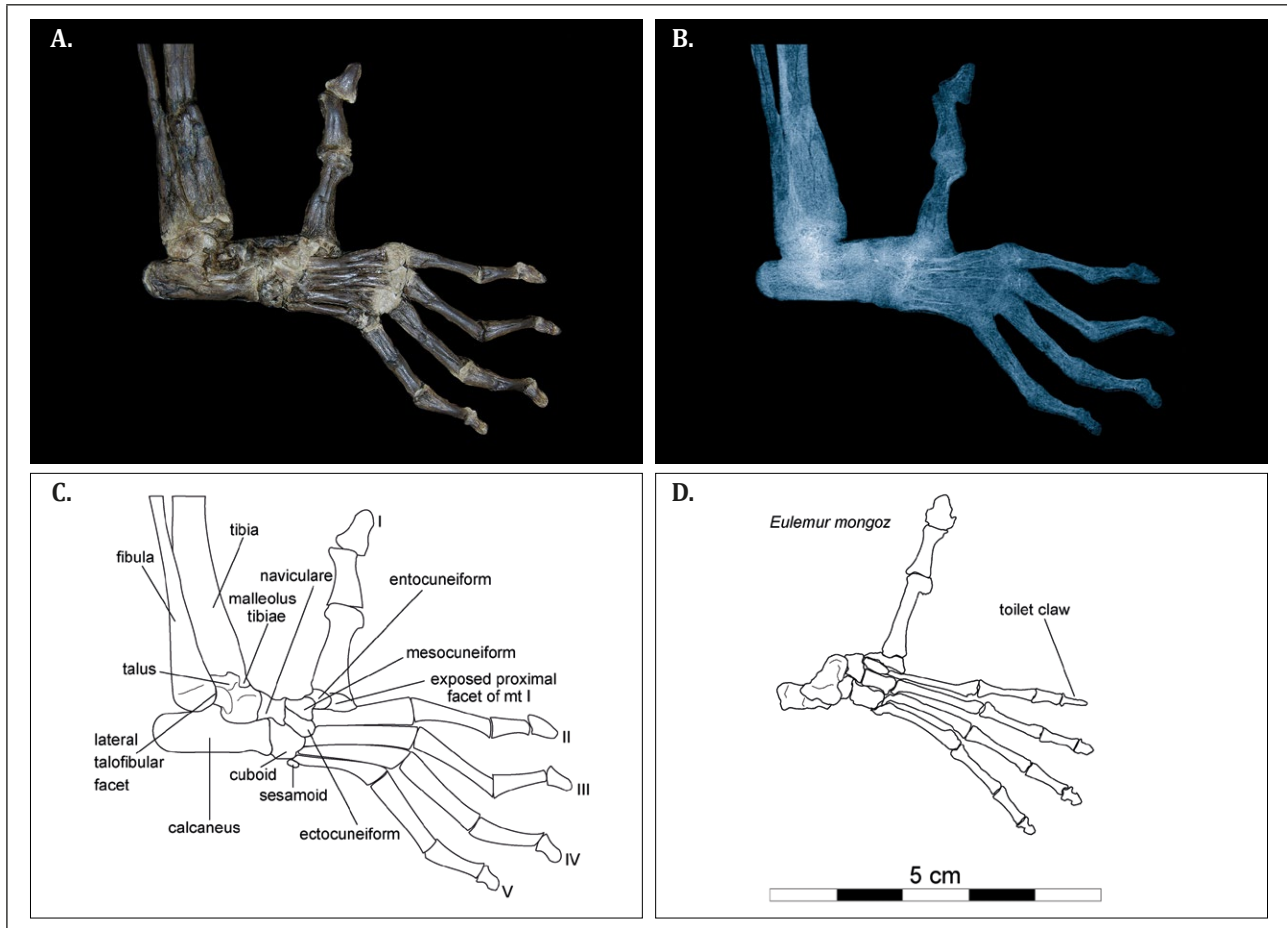 A.
B.
C.
I
tibia
fibula
naviculare
entocuneiform
malleolus
tibiae
mesocuneiform
talus
exposed proximal
facet of mt I
II
lateral
talofibular
facet
cuboid
sesamoid
III
calcaneus
ectocuneiform
IV
V
D.
Eulemur mongoz
toilet claw
5 cm